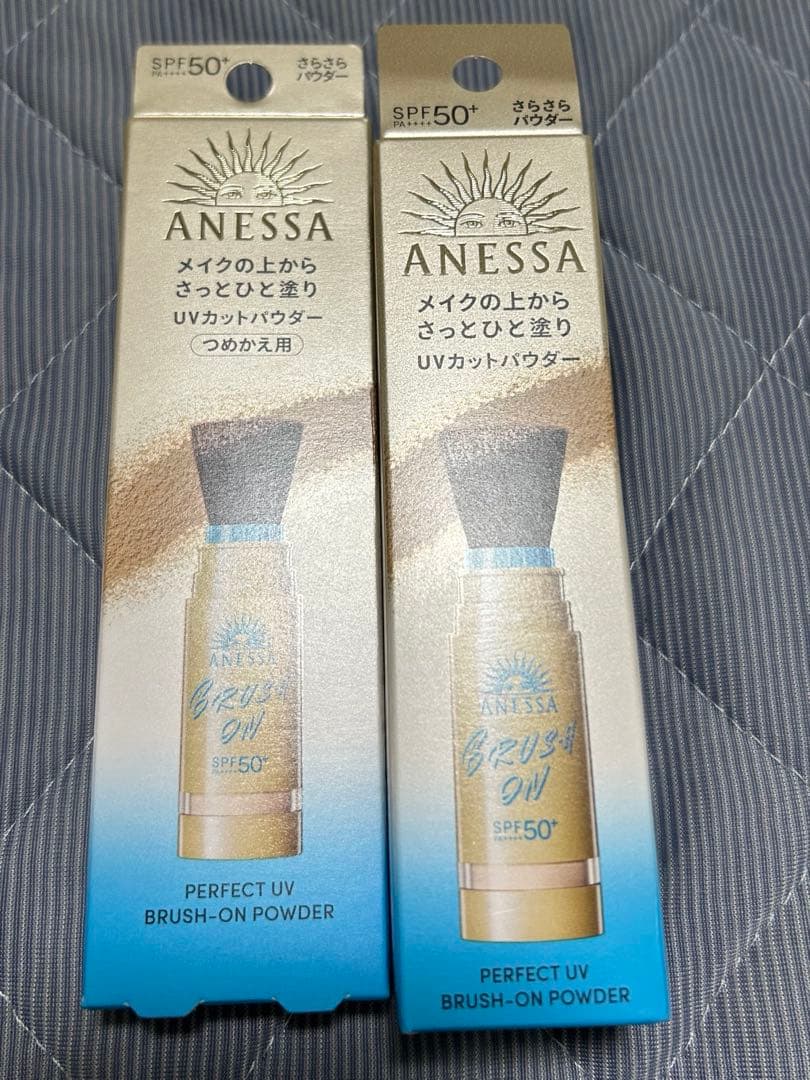 SPF50+
PA++++
さらさら
パウダー
ANESSA
メイクの上から
さっとひと塗り
UVカットパウダー
つめかえ用
ANESSA
BRUSH
ON
SPF50+
PA++++
PERFECT UV
BRUSH-ON POWDER
SPF50+
PA++++
さらさら
パウダー
ANESSA
メイクの上から
さっとひと塗り
UVカットパウダー
ANESSA
BRUSH
ON
SPF50+
PA++++
PERFECT UV
BRUSH-ON POWDER